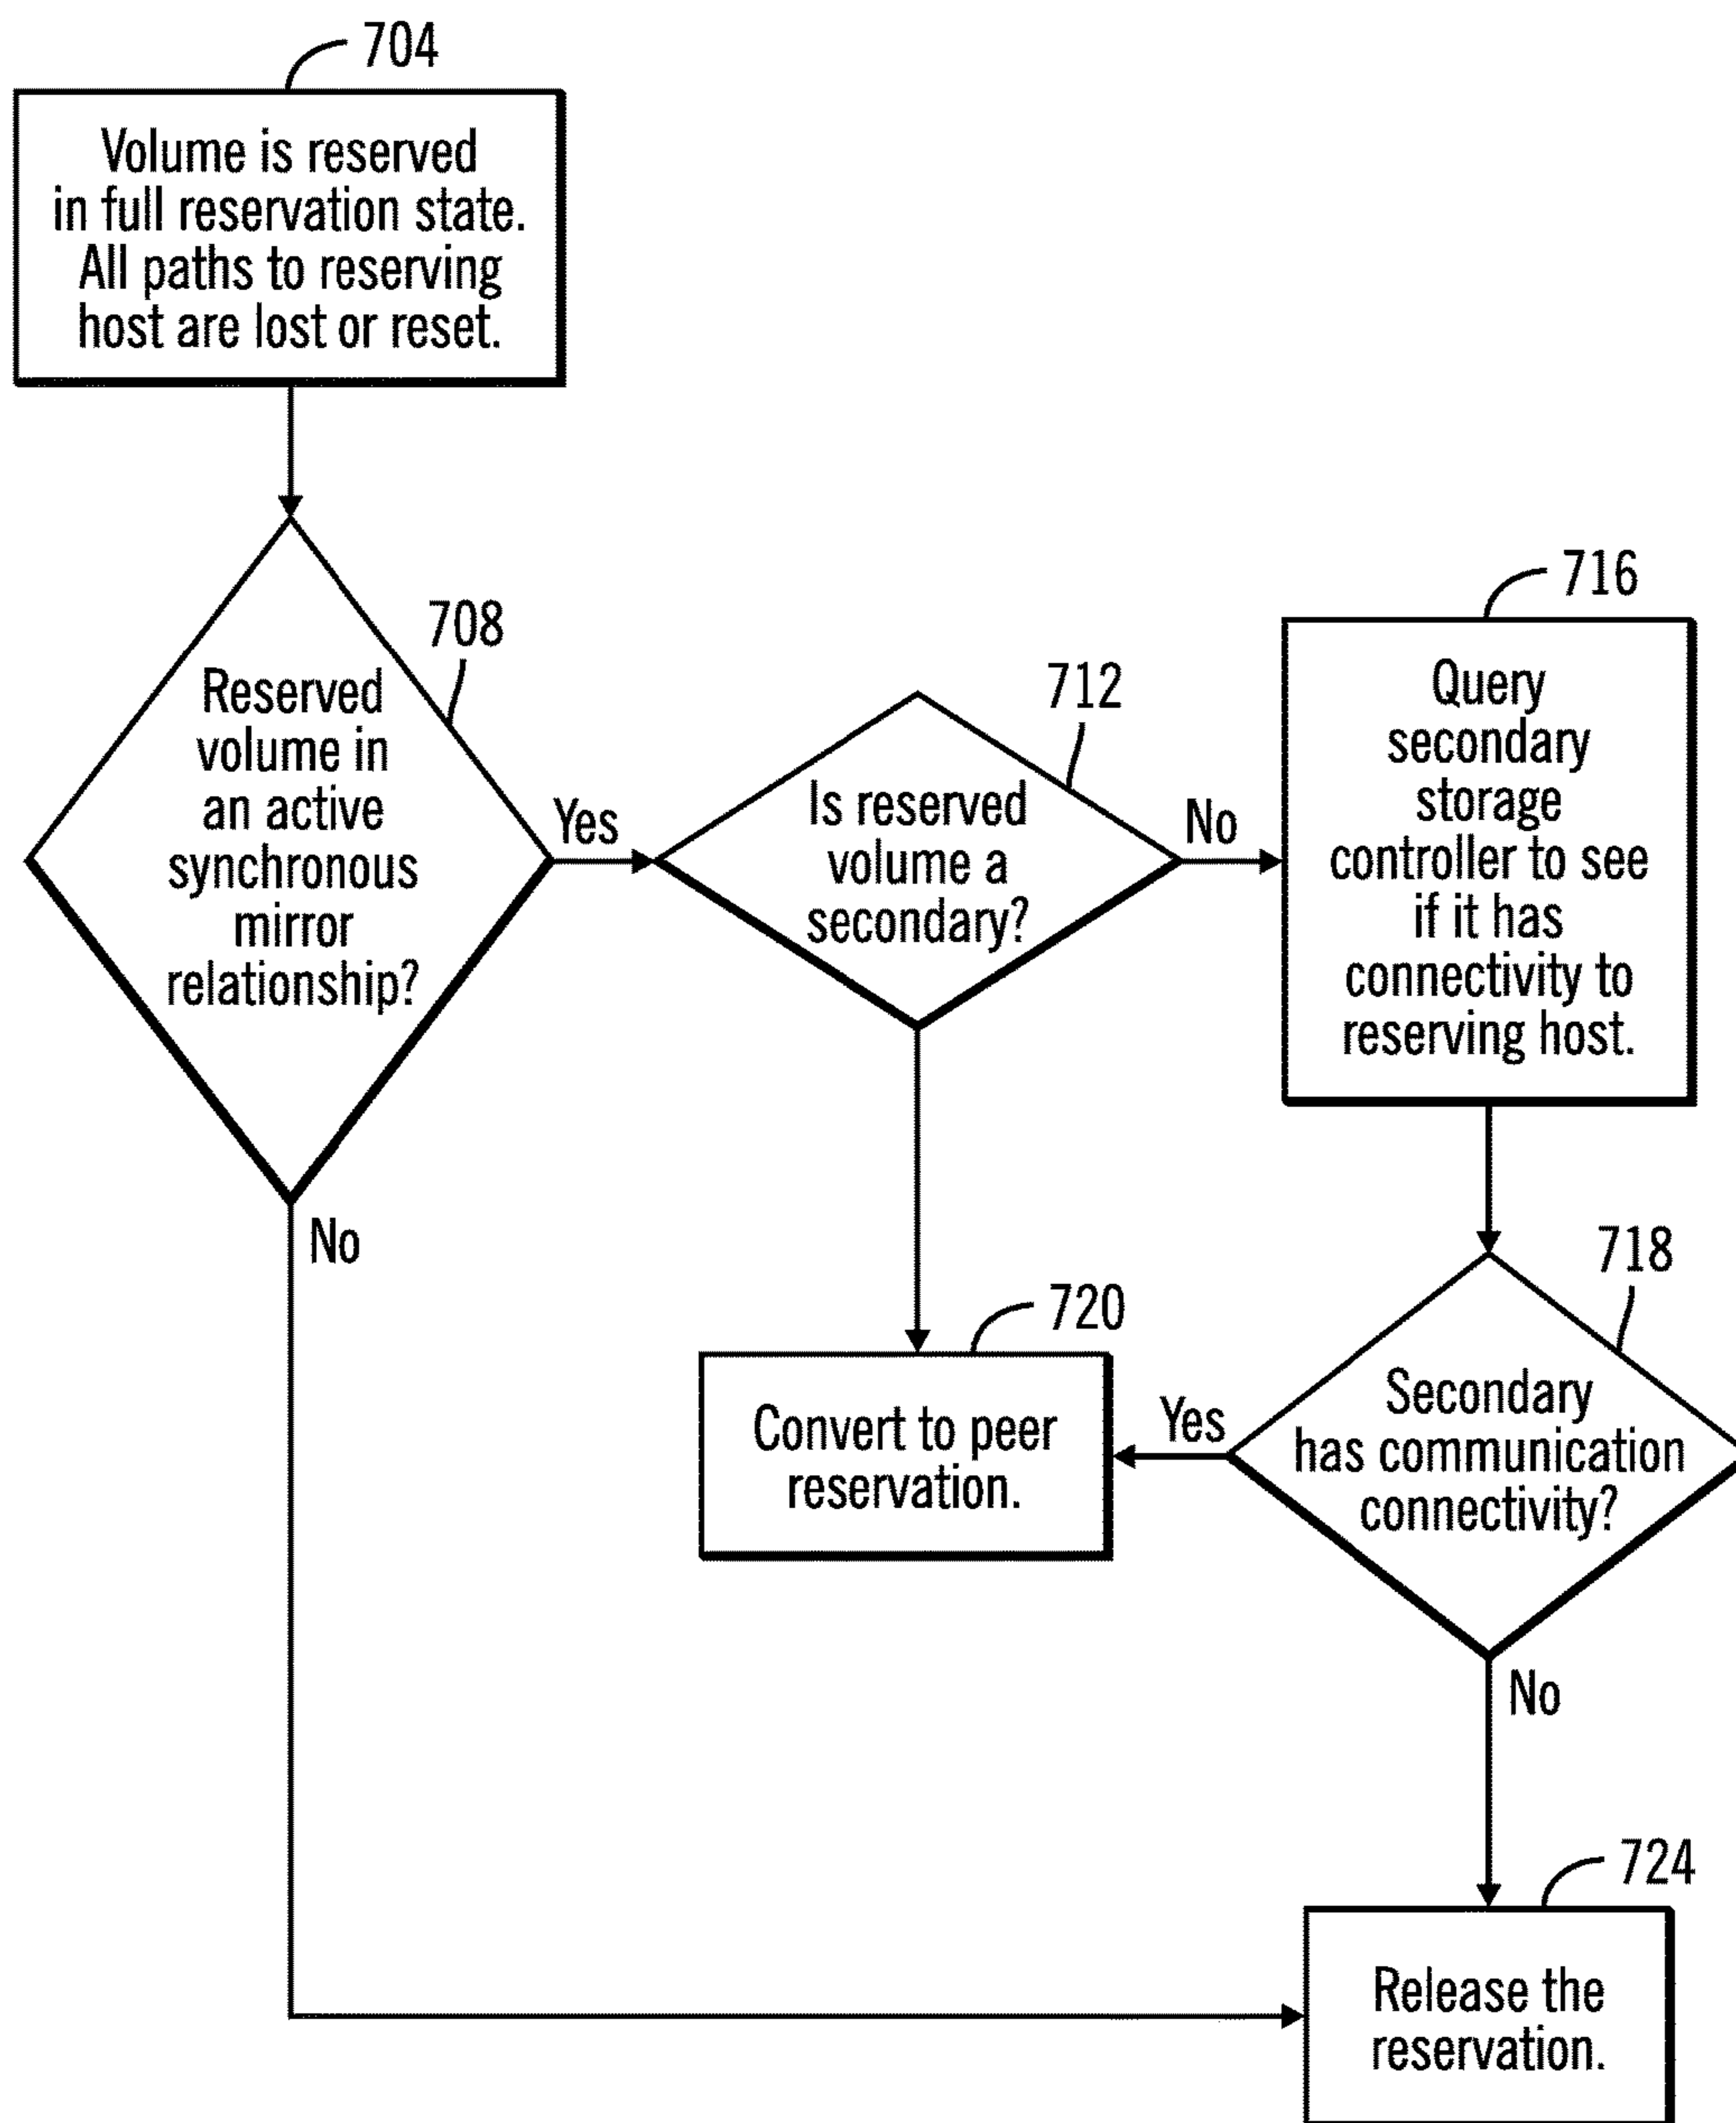 704
Volume is reserved
in full reservation state.
All paths to reserving
host are lost or reset.
708
Reserved
volume in
an active
synchronous
mirror
relationship?
Yes
No
712
Is reserved
volume a
secondary?
No
716
Query
secondary
storage
controller to see
if it has
connectivity to
reserving host.
718
Secondary
has communication
connectivity?
Yes
No
720
Convert to peer
reservation.
724
Release the
reservation.